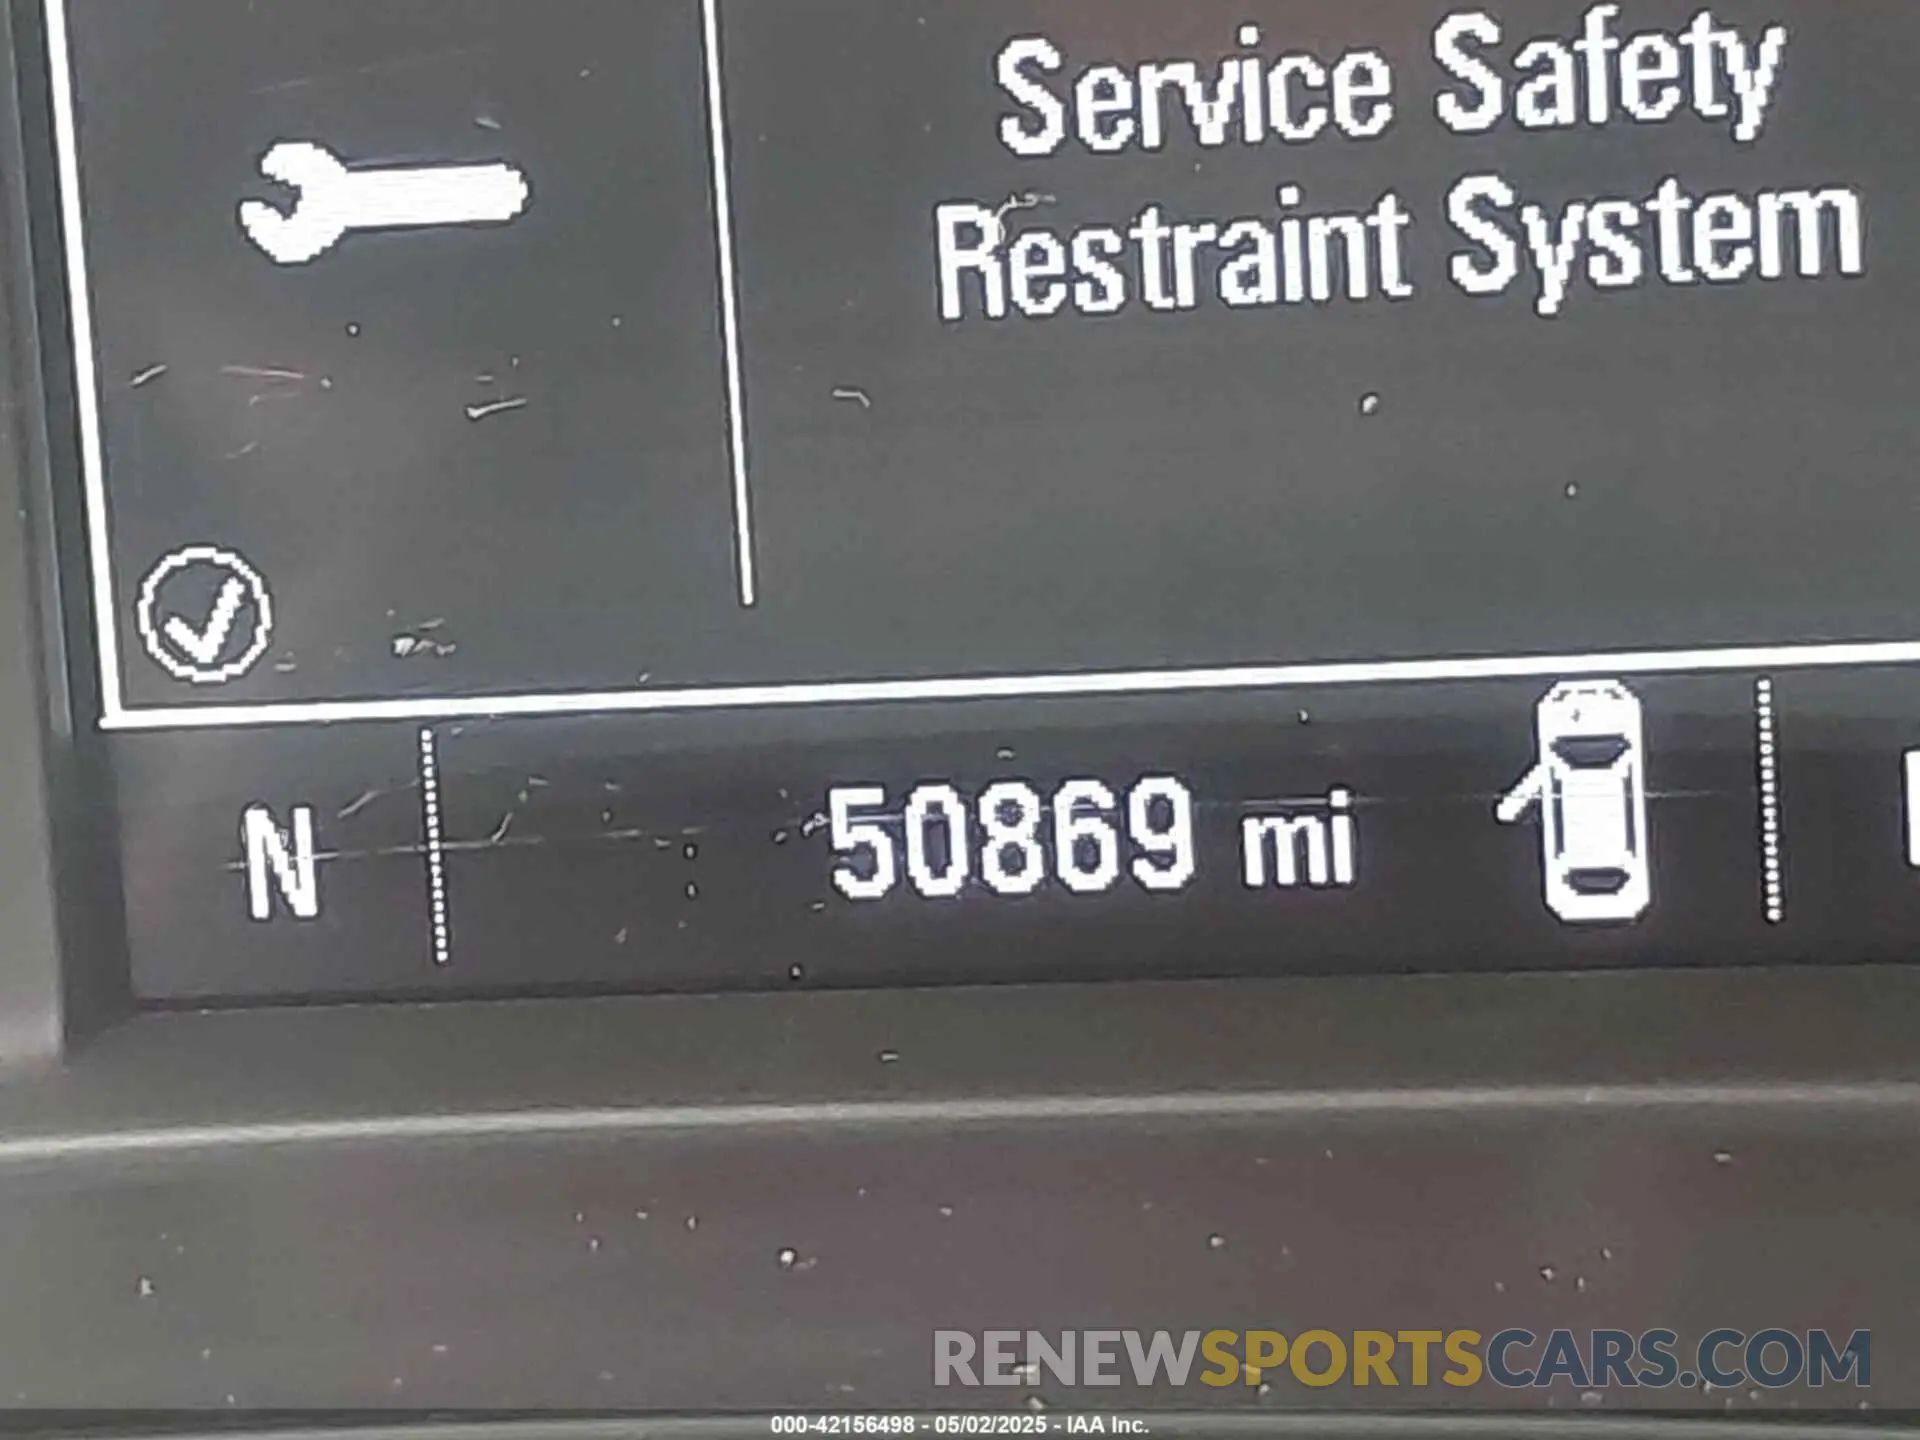 Service Safety
Restraint System
N 50869 mi
RENEWSPORTSCARS.COM
000-42156498 - 05/02/2025 - IAA Inc.